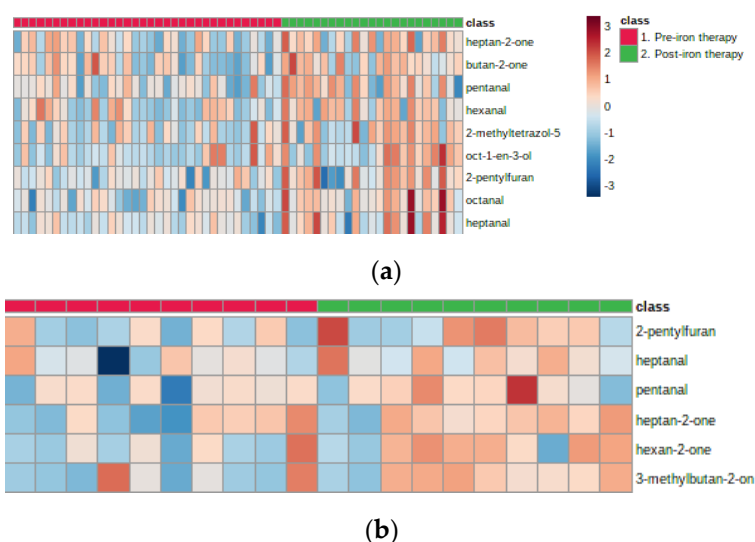 class
heptan-2-one
butan-2-one
pentanal
hexanal
2-methyltetrazol-5
oct-1-en-3-ol
2-pentylfuran
octanal
heptanal
3
2
1
0
-1
-2
-3
class
1. Pre-iron therapy
2. Post-iron therapy
(a)
class
2-pentylfuran
heptanal
pentanal
heptan-2-one
hexan-2-one
3-methylbutan-2-on
(b)